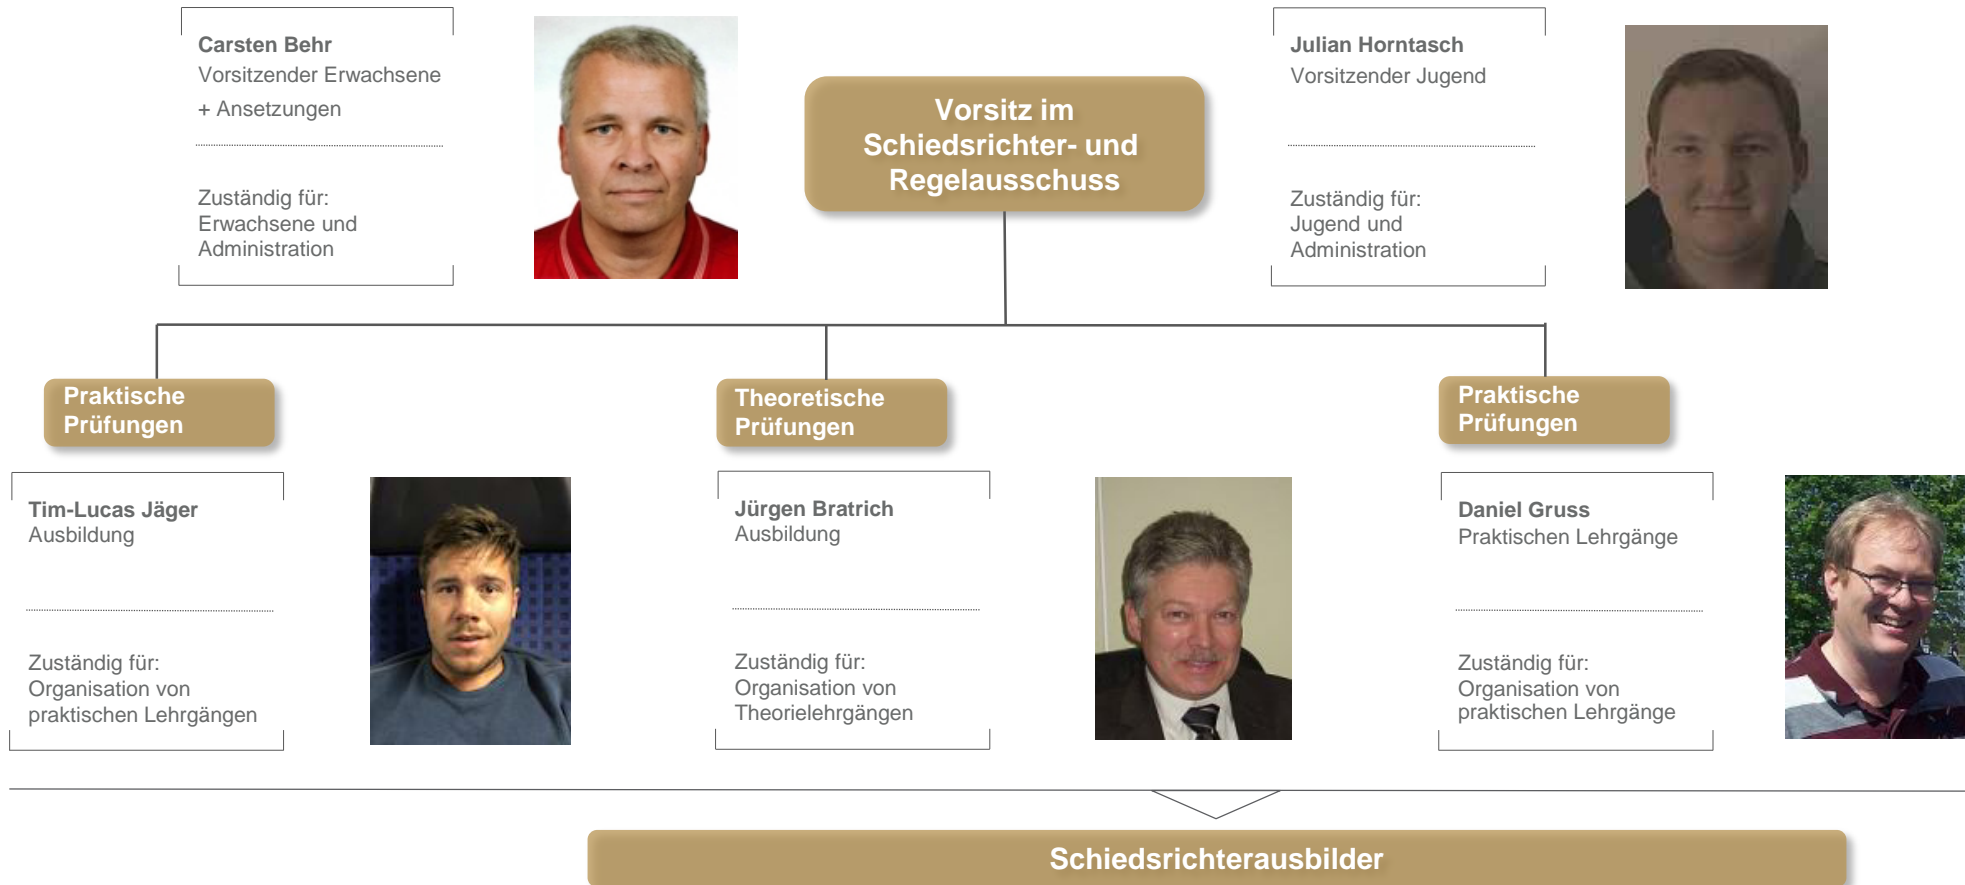 Carsten Behr
Vorsitzender Erwachsene
+ Ansetzungen
Zuständig für:
Erwachsene und
Administration
Vorsitz im
Schiedsrichter- und
Regelausschuss
Julian Horntasch
Vorsitzender Jugend
Zuständig für:
Jugend und
Administration
Praktische
Prüfungen
Theoretische
Prüfungen
Praktische
Prüfungen
Tim-Lucas Jäger
Ausbildung
Zuständig für:
Organisation von
praktischen Lehrgängen
Jürgen Bratrich
Ausbildung
Zuständig für:
Organisation von
Theorielehrgängen
Daniel Gruss
Praktischen Lehrgänge
Zuständig für:
Organisation von
praktischen Lehrgänge
Schiedsrichterausbilder